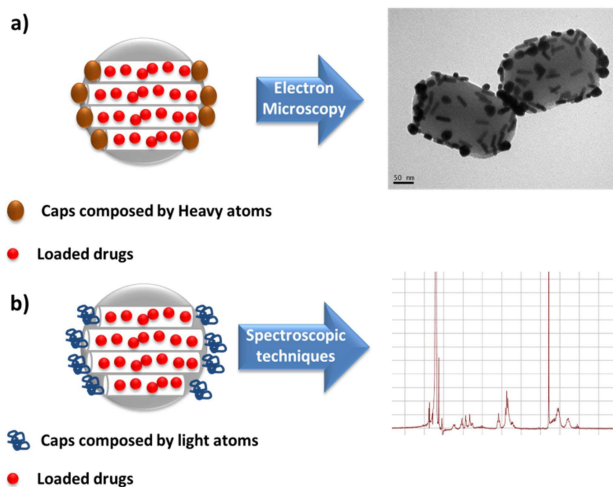 a)
Electron
Microscopy
50 nm
Caps composed by Heavy atoms
Loaded drugs
b)
Spectroscopic
techniques
Caps composed by light atoms
Loaded drugs